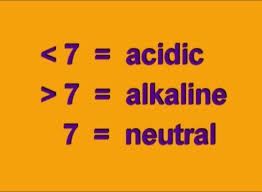 < 7 = acidic
> 7 = alkaline
7 = neutral